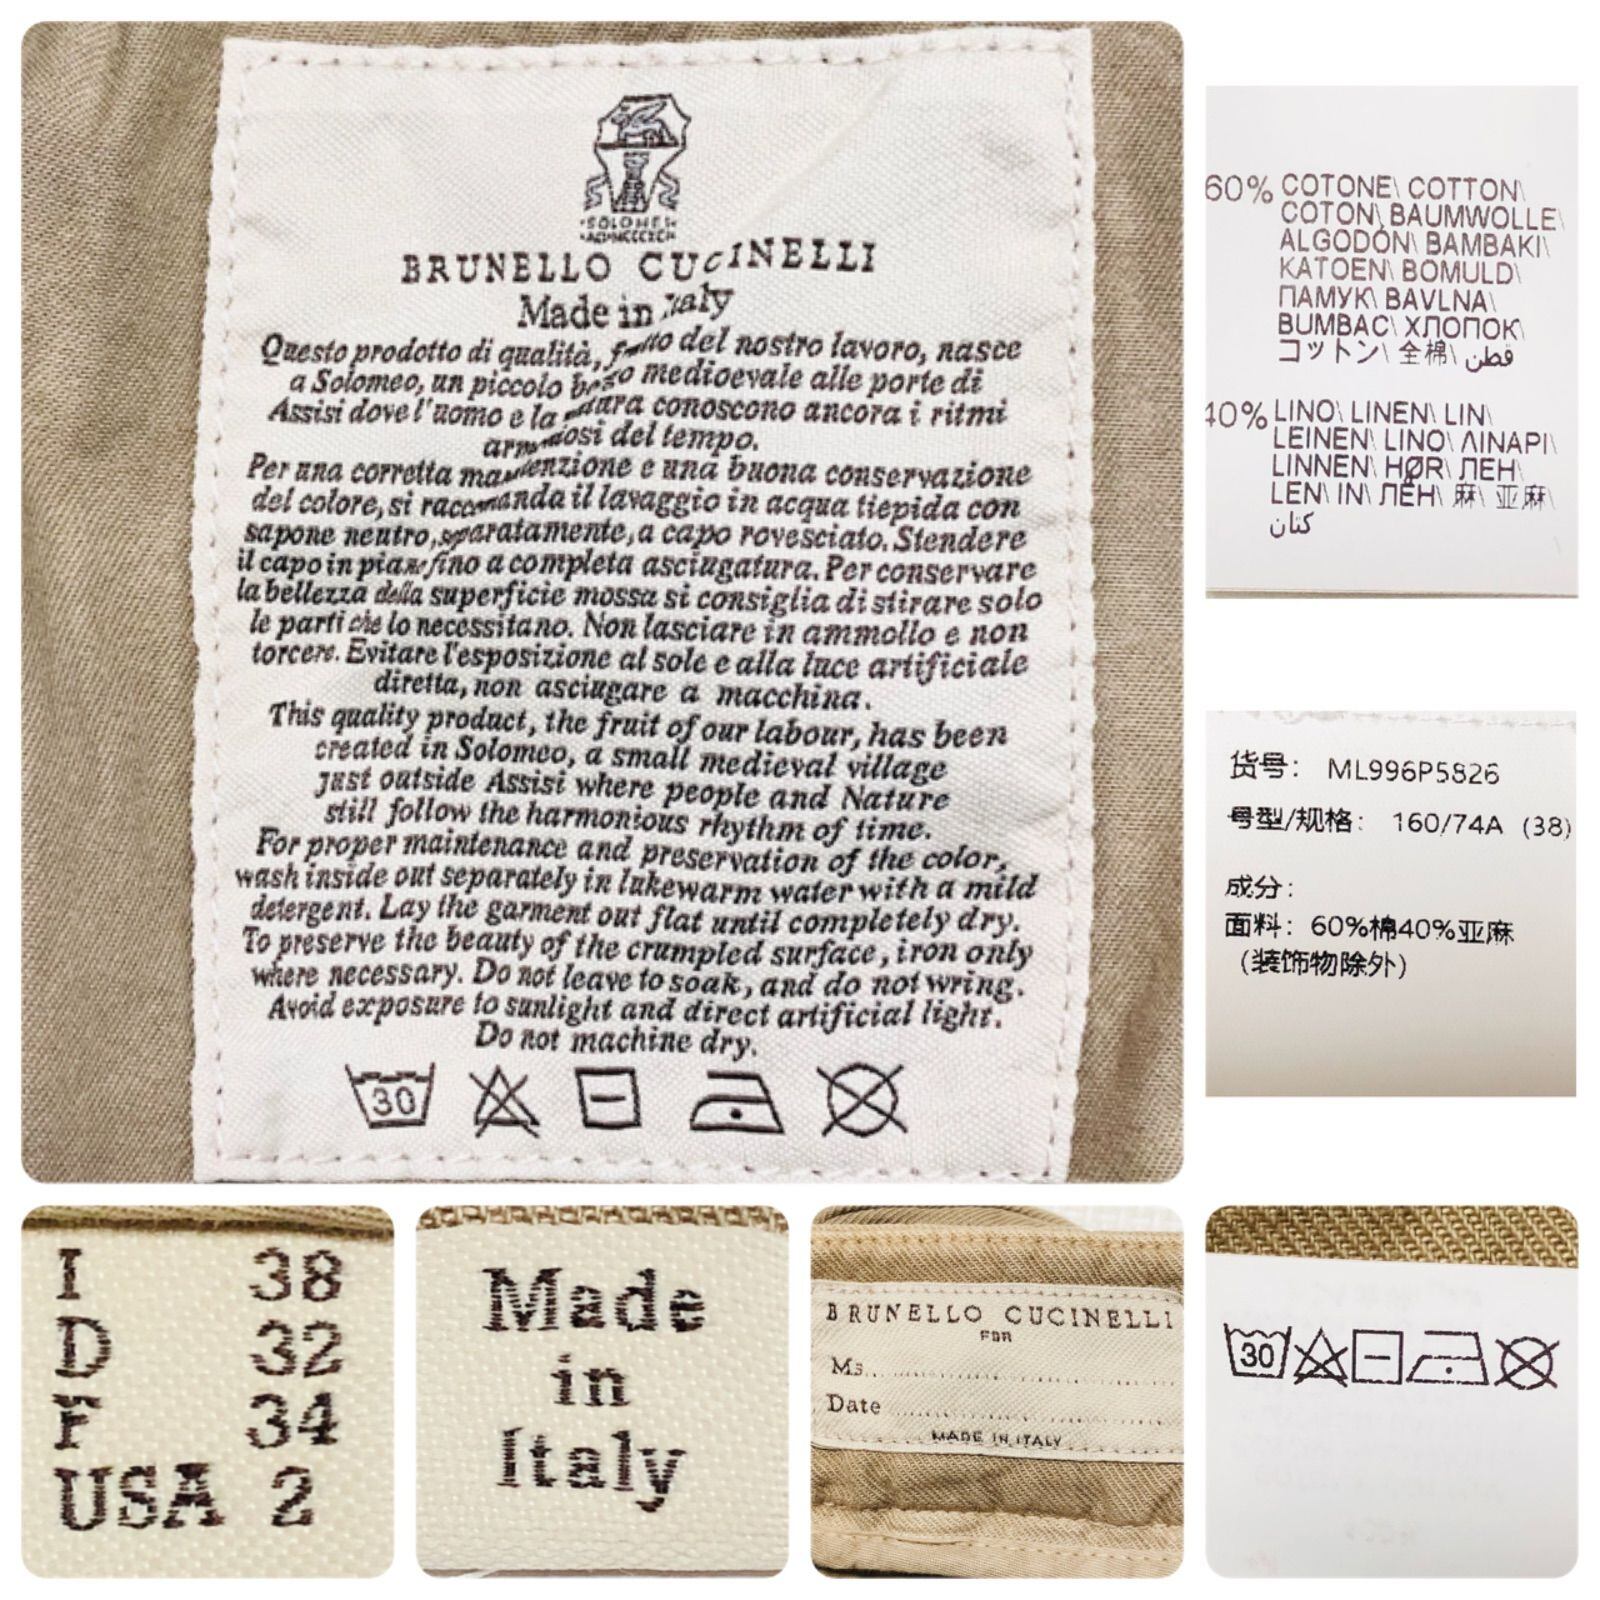 SOLOMEO
BRUNELLO CUCINELLI
Made in Italy
Questo prodotto di qualità, frutto del nostro lavoro, nasce
a Solomeo, un piccolo borgo medioevale alle porte di
Assisi dove l'uomo e la natura conoscono ancora i ritmi
armoniosi del tempo.
Per una corretta manutenzione e una buona conservazione
del colore, si raccomanda il lavaggio in acqua tiepida con
sapone neutro, separatamente, a capo rovesciato. Stendere
il capo in piano fino a completa asciugatura. Per conservare
la bellezza della superficie mossa si consiglia di stirare solo
le parti che lo necessitano. Non lasciare in ammollo e non
torcere. Evitare l'esposizione al sole e alla luce artificiale
diretta, non asciugare a macchina.
This quality product, the fruit of our labour, has been
created in Solomeo, a small medieval village
just outside Assisi where people and Nature
still follow the harmonious rhythm of time.
For proper maintenance and preservation of the color,
wash inside out separately in lukewarm water with a mild
detergent. Lay the garment out flat until completely dry.
To preserve the beauty of the crumpled surface, iron only
where necessary. Do not leave to soak, and do not wring.
Avoid exposure to sunlight and direct artificial light.
Do not machine dry.
30
60% COTONE\ COTTON\
COTON\ BAUMWOLLE\
ALGODÓN\ BAMBAKI\
KATOEN\ BOMULD\
ПАМУК\ BAVLNA\
BUMBAC\ ХЛОПОК\
コットン\ 全棉\ قطن
40% LINO\ LINEN\ LIN\
LEINEN\ LINO\ ΛΙΝΑΡΙ\
LINNEN\ HØR\ ЛЕН\
LEN\ IN\ ЛЁН\ 麻\ 亚麻\
كتان
货号: ML996P5826
号型/规格: 160/74A (38)
成分:
面料: 60%棉40%亚麻
(装饰物除外)
I 38
D 32
F 34
USA 2
Made
in
Italy
BRUNELLO CUCINELLI
FOR
Ms.
Date
MADE IN ITALY
30